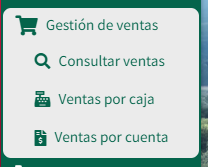 Gestión de ventas
Consultar ventas
Ventas por caja
Ventas por cuenta